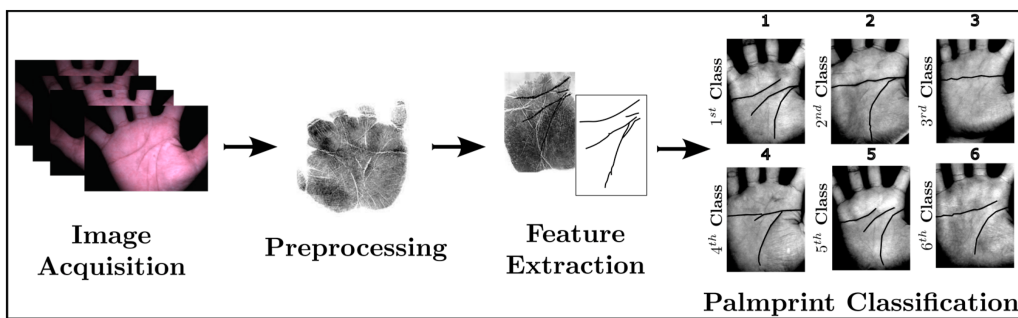 Image
Acquisition
Preprocessing
Feature
Extraction
1
2
3
1st Class
2nd Class
3rd Class
4
5
6
4th Class
5th Class
6th Class
Palmprint Classification